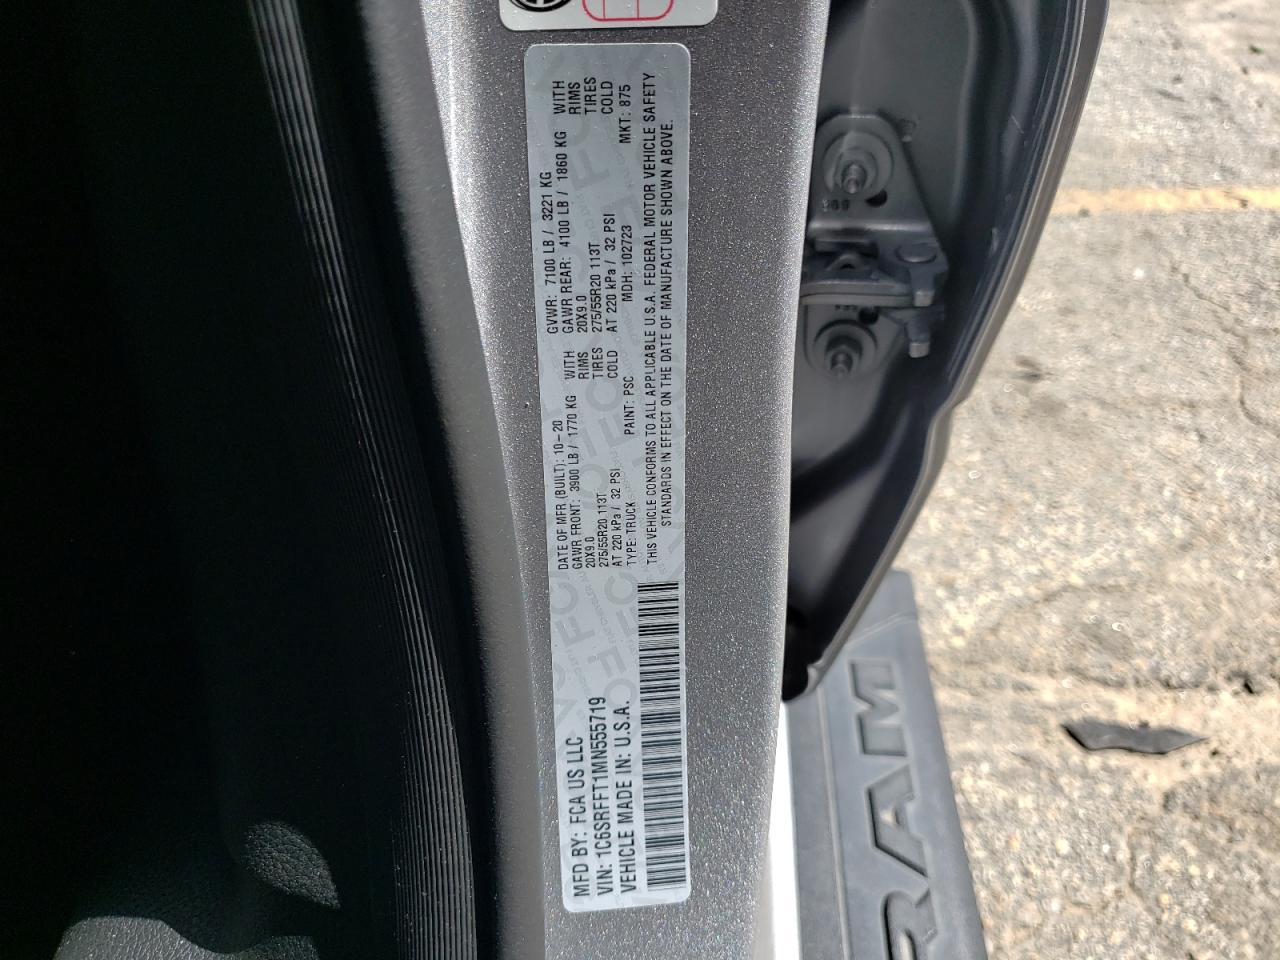 MFD BY: FCA US LLC
VIN: 1C6SRFFT1MN555719
VEHICLE MADE IN: U.S.A.
DATE OF MFR (BUILT): 10-20
GAWR FRONT: 3900 LB / 1770 KG WITH
20X9.0 RIMS
275/55R20 113T TIRES
AT 220 kPa / 32 PSI COLD
TYPE: TRUCK PAINT: PSC
GVWR: 7100 LB / 3221 KG
GAWR REAR: 4100 LB / 1860 KG WITH
20X9.0 RIMS
275/55R20 113T TIRES
AT 220 kPa / 32 PSI COLD
MDH: 102723 MKT: 875
THIS VEHICLE CONFORMS TO ALL APPLICABLE U.S.A. FEDERAL MOTOR VEHICLE SAFETY
STANDARDS IN EFFECT ON THE DATE OF MANUFACTURE SHOWN ABOVE.
RAM